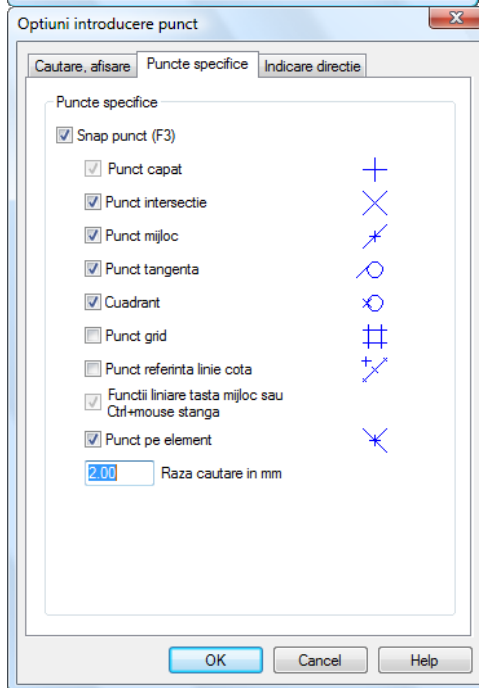 Optiuni introducere punct
Cautare, afisare Puncte specifice Indicare directie
Puncte specifice
Snap punct (F3)
Punct capat
Punct intersectie
Punct mijloc
Punct tangenta
Cuadrant
Punct grid
Punct referinta linie cota
Functii liniare tasta mijloc sau
Ctrl+mouse stanga
Punct pe element
2.00 Raza cautare in mm
OK Cancel Help